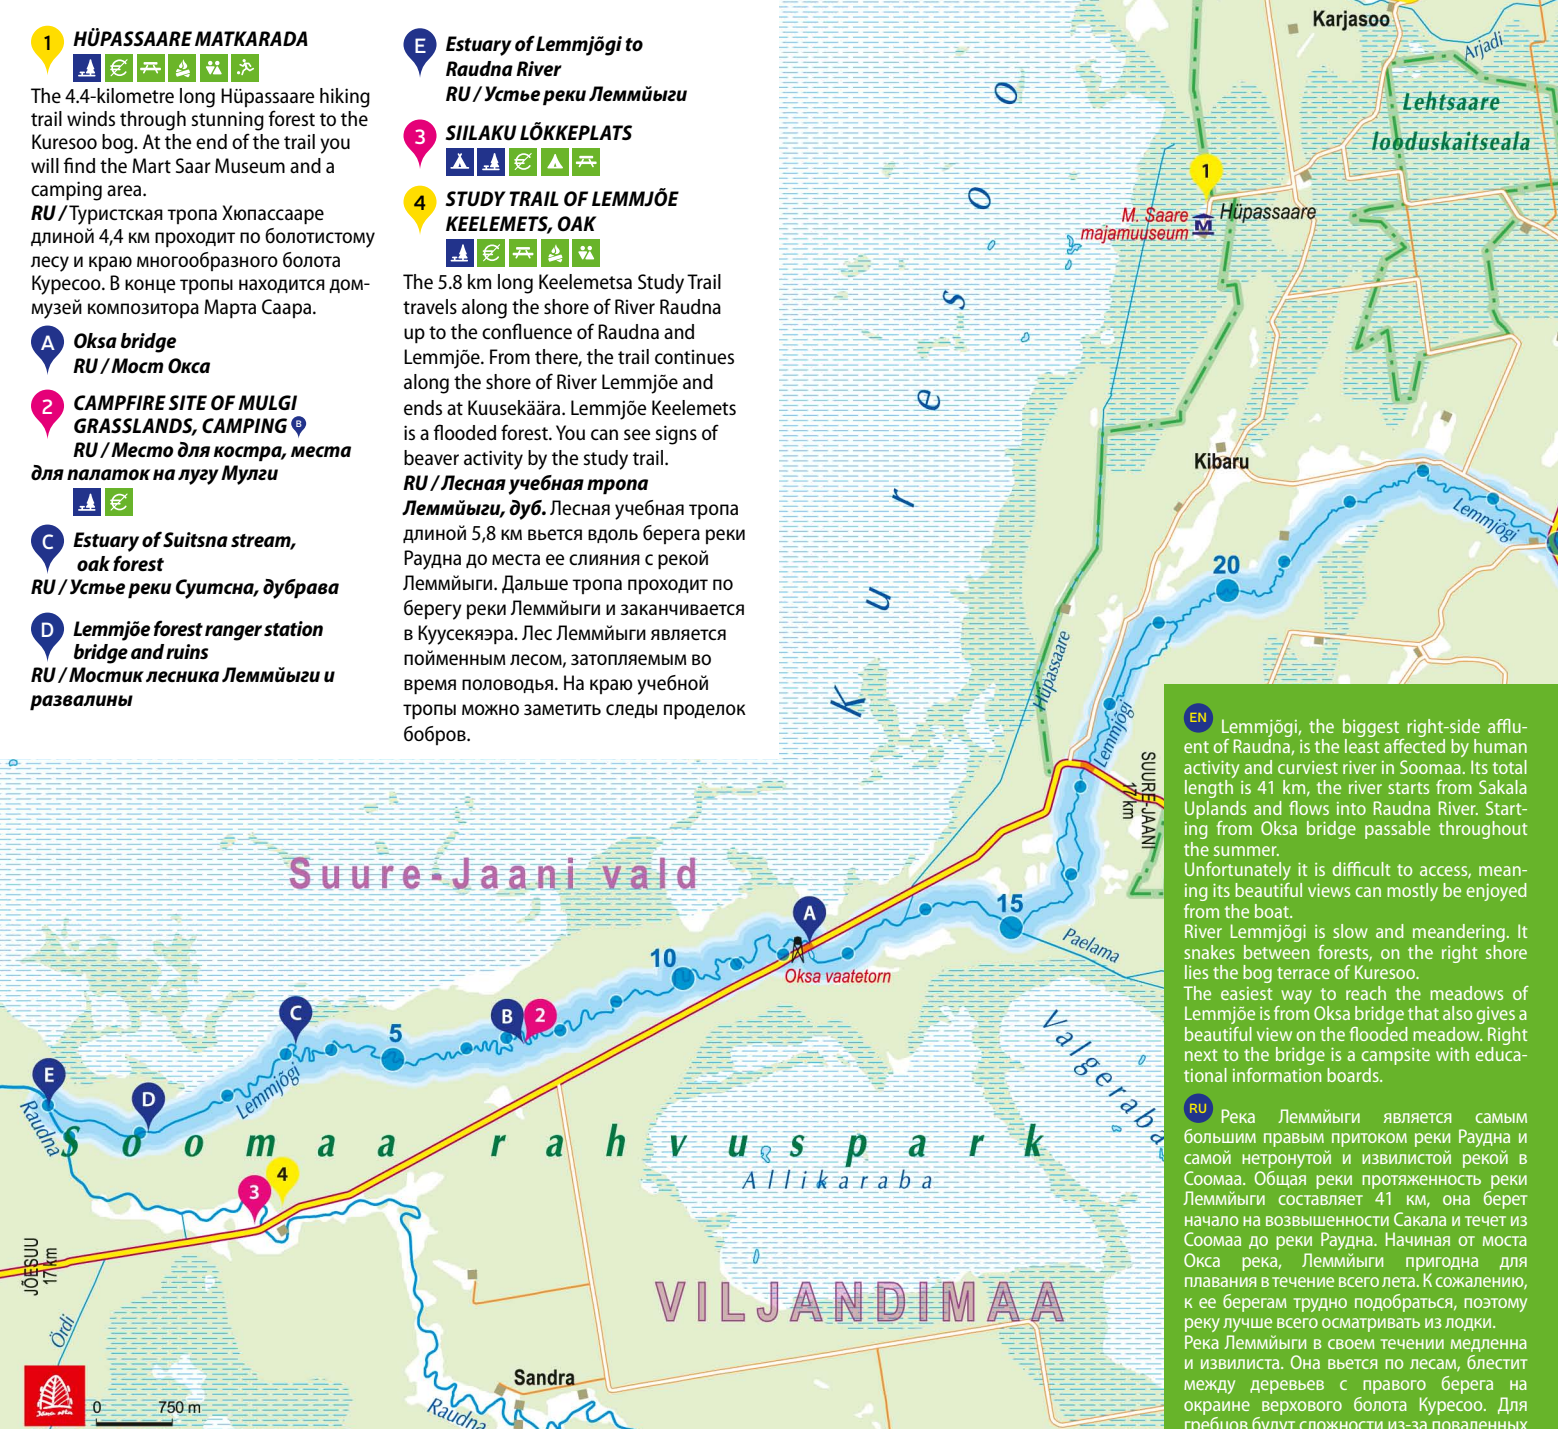 1 HÜPASSAARE MATKARADA
The 4.4-kilometre long Hüpassaare hiking
trail winds through stunning forest to the
Kuresoo bog. At the end of the trail you
will find the Mart Saar Museum and a
camping area.
RU / Туристская тропа Хюпассааре
длиной 4,4 км проходит по болотистому
лесу и краю многообразного болота
Куресоо. В конце тропы находится дом-
музей композитора Марта Саара.
A Oksa bridge
RU / Мост Окса
2 CAMPFIRE SITE OF MULGI
GRASSLANDS, CAMPING B
RU / Место для костра, места
для палаток на лугу Мулги
C Estuary of Suitsna stream,
oak forest
RU / Устье реки Суитсна, дубрава
D Lemmjõe forest ranger station
bridge and ruins
RU / Мостик лесника Леммйыги и
развалины
E Estuary of Lemmjõgi to
Raudna River
RU / Устье реки Леммйыги
3 SIILAKU LÕKKEPLATS
4 STUDY TRAIL OF LEMMJÕE
KEELEMETS, OAK
The 5.8 km long Keelemetsa Study Trail
travels along the shore of River Raudna
up to the confluence of Raudna and
Lemmjõe. From there, the trail continues
along the shore of River Lemmjõe and
ends at Kuusekäära. Lemmjõe Keelemets
is a flooded forest. You can see signs of
beaver activity by the study trail.
RU / Лесная учебная тропа
Леммйыги, дуб. Лесная учебная тропа
длиной 5,8 км вьется вдоль берега реки
Раудна до места ее слияния с рекой
Леммйыги. Дальше тропа проходит по
берегу реки Леммйыги и заканчивается
в Куусекяэра. Лес Леммйыги является
пойменным лесом, затопляемым во
время половодья. На краю учебной
тропы можно заметить следы проделок
бобров.
Karjasoo
Arjadi
Lehtsaare
looduskaitseala
1
Hüpassaare
M. Saare
majamuuseum
M
Kuresoo
Kibaru
Lemmjõgi
20
Hüpassaare
Lemmjõgi
SUURE-JAANI
17 km
Suure-Jaani vald
A
15
Paelama
10
Oksa vaatetorn
Valgeraba
B
2
C
5
E
D
Lemmjõgi
Raudna
Soomaa rahvuspark
Allikaraba
4
3
JÕESUU
17 km
VILJANDIMAA
Ördi
Sandra
Raudna
0 750 m
EN Lemmjõgi, the biggest right-side afflu-
ent of Raudna, is the least affected by human
activity and curviest river in Soomaa. Its total
length is 41 km, the river starts from Sakala
Uplands and flows into Raudna River. Start-
ing from Oksa bridge passable throughout
the summer.
Unfortunately it is difficult to access, mean-
ing its beautiful views can mostly be enjoyed
from the boat.
River Lemmjõgi is slow and meandering. It
snakes between forests, on the right shore
lies the bog terrace of Kuresoo.
The easiest way to reach the meadows of
Lemmjõe is from Oksa bridge that also gives a
beautiful view on the flooded meadow. Right
next to the bridge is a campsite with educa-
tional information boards.
RU Река Леммйыги является самым
большим правым притоком реки Раудна и
самой нетронутой и извилистой рекой в
Соомаа. Общая реки протяженность реки
Леммйыги составляет 41 км, она берет
начало на возвышенности Сакала и течет из
Соомаа до реки Раудна. Начиная от моста
Окса река, Леммйыги пригодна для
плавания в течение всего лета. К сожалению,
к ее берегам трудно подобраться, поэтому
реку лучше всего осматривать из лодки.
Река Леммйыги в своем течении медленна
и извилиста. Она вьется по лесам, блестит
между деревьев с правого берега на
окраине верхового болота Куресоо. Для
гребцов будут сложности из-за поваленных